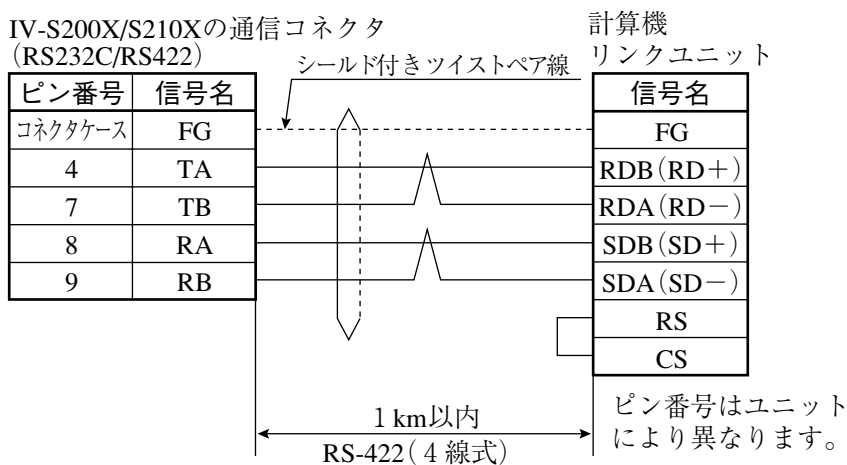 IV-S200X/S210Xの通信コネクタ
(RS232C/RS422)
シールド付きツイストペア線
計算機
リンクユニット
ピン番号 信号名
コネクタケース FG
4 TA
7 TB
8 RA
9 RB
信号名
FG
RDB(RD＋)
RDA(RD－)
SDB(SD＋)
SDA(SD－)
RS
CS
1km以内
RS-422(4線式)
ピン番号はユニット
により異なります。